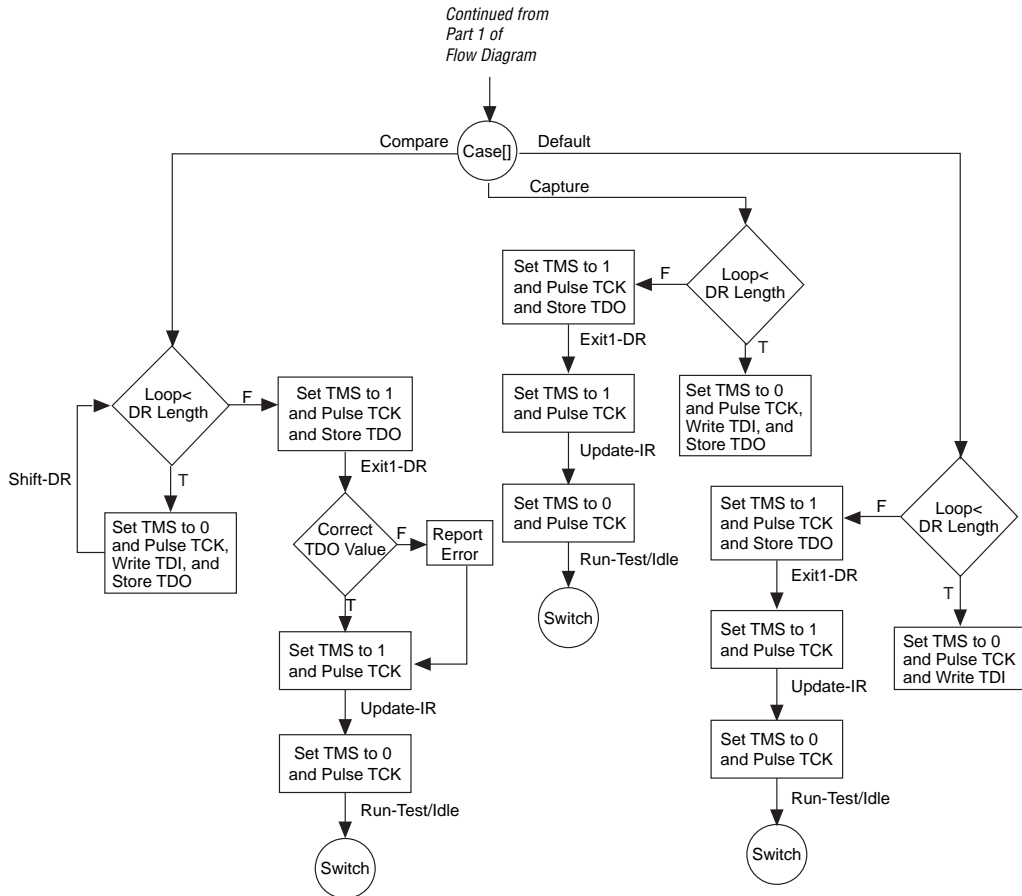 Continued from
Part 1 of
Flow Diagram
Compare
Case[]
Default
Capture
Loop<
DR Length
F
Set TMS to 1
and Pulse TCK
and Store TDO
T
Exit1-DR
Set TMS to 0
and Pulse TCK,
Write TDI, and
Store TDO
Set TMS to 1
and Pulse TCK
Update-IR
Set TMS to 0
and Pulse TCK
Run-Test/Idle
Switch
Loop<
DR Length
F
Set TMS to 1
and Pulse TCK
and Store TDO
Shift-DR
T
Exit1-DR
Set TMS to 0
and Pulse TCK,
Write TDI, and
Store TDO
Correct
TDO Value
F
Report
Error
T
Set TMS to 1
and Pulse TCK
Update-IR
Set TMS to 0
and Pulse TCK
Run-Test/Idle
Switch
Loop<
DR Length
F
Set TMS to 1
and Pulse TCK
and Store TDO
Exit1-DR
T
Set TMS to 0
and Pulse TCK
and Write TDI
Set TMS to 1
and Pulse TCK
Update-IR
Set TMS to 0
and Pulse TCK
Run-Test/Idle
Switch